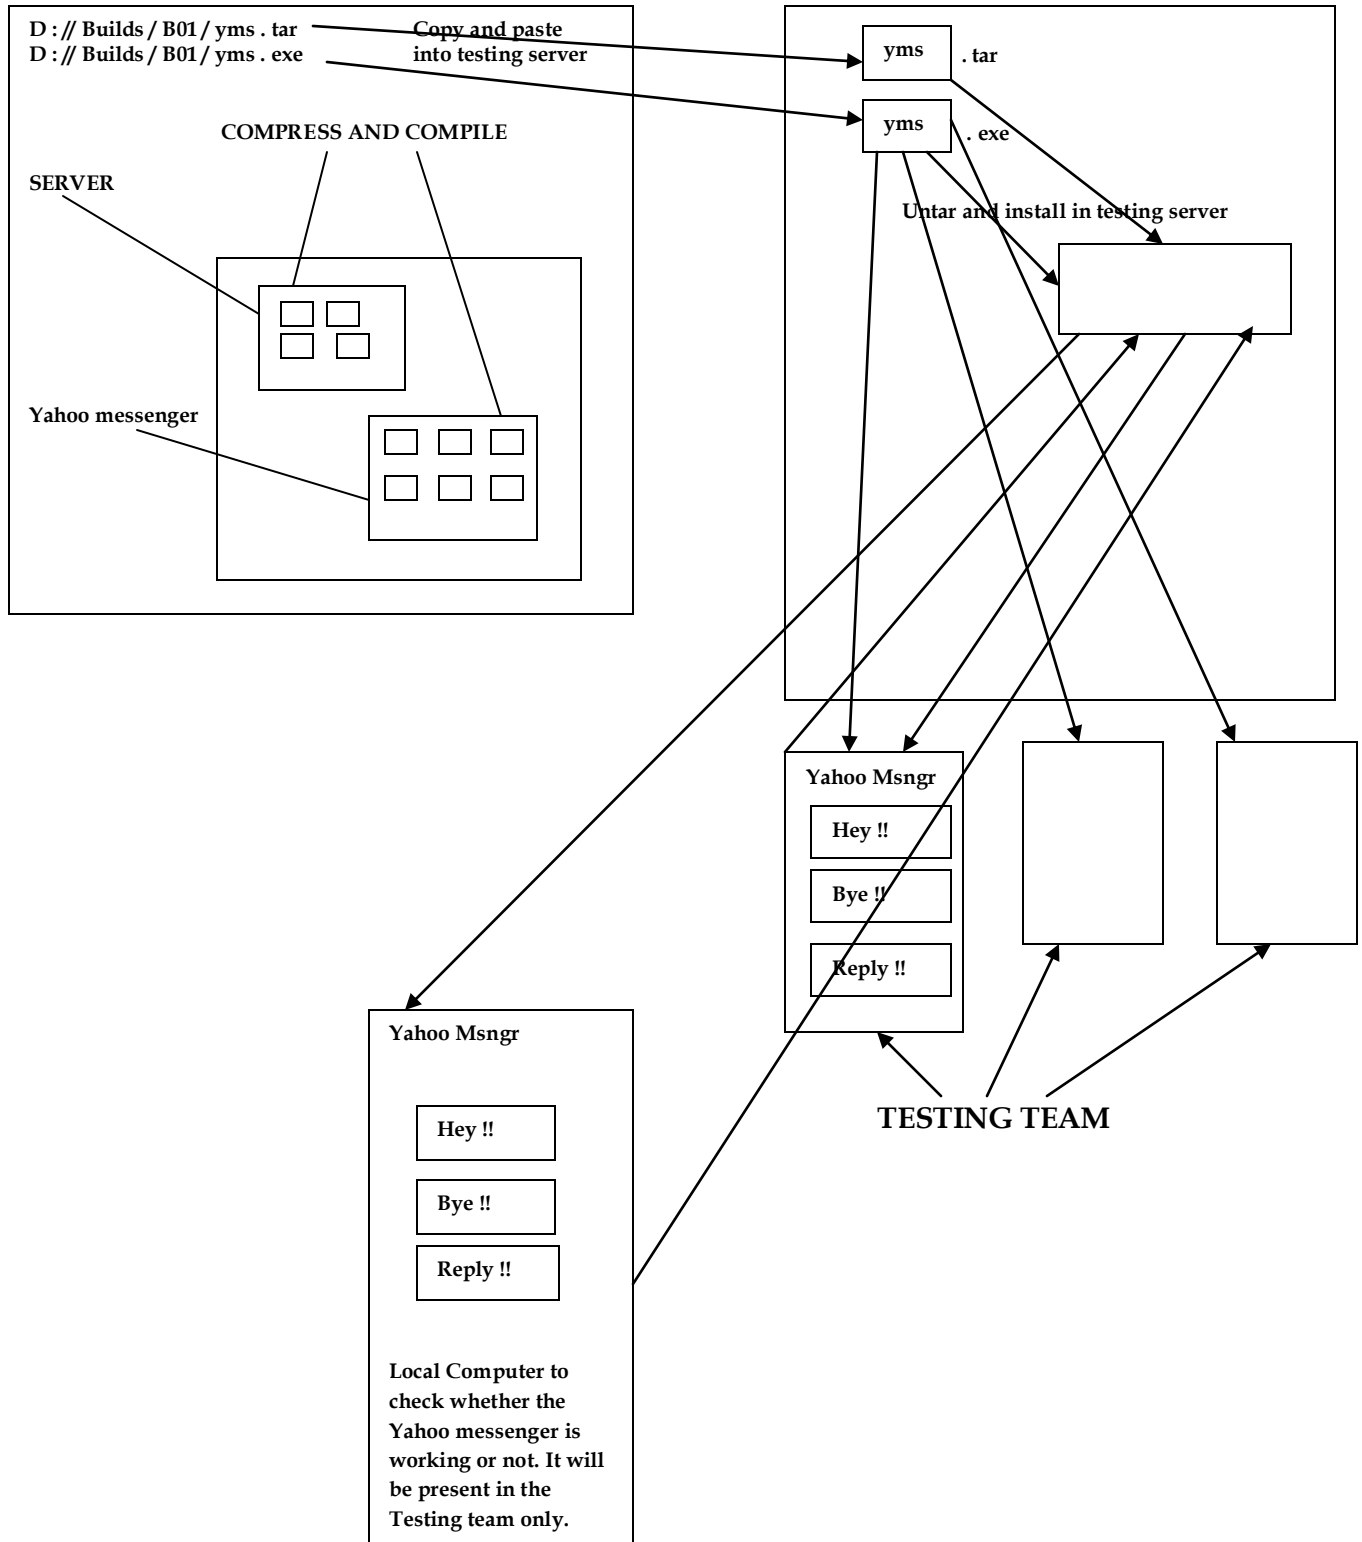 D : // Builds / B01 / yms . tar
D : // Builds / B01 / yms . exe
Copy and paste
into testing server
COMPRESS AND COMPILE
SERVER
Yahoo messenger
yms
. tar
yms
. exe
Untar and install in testing server
Yahoo Msngr
Hey !!
Bye !!
Reply !!
TESTING TEAM
Yahoo Msngr
Hey !!
Bye !!
Reply !!
Local Computer to
check whether the
Yahoo messenger is
working or not. It will
be present in the
Testing team only.